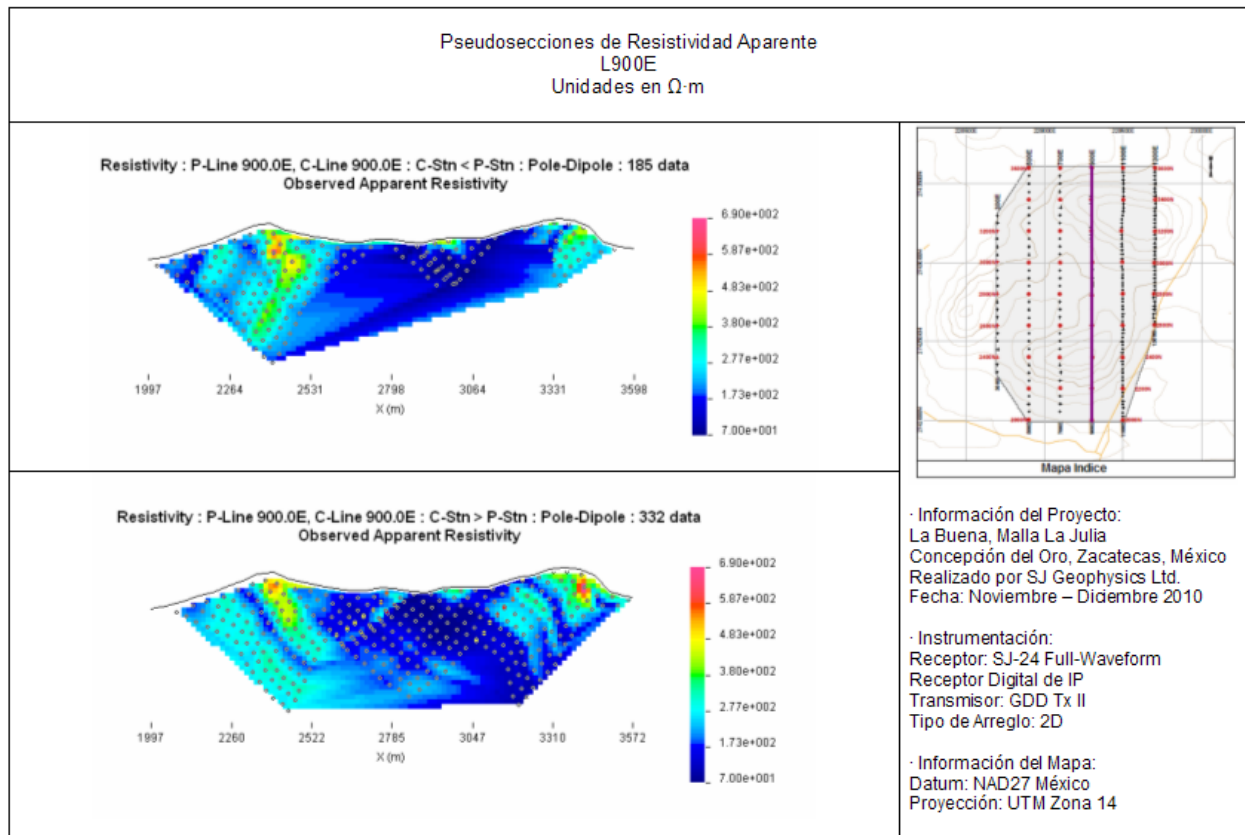 Pseudosecciones de Resistividad Aparente
L900E
Unidades en Ω·m
Resistivity : P-Line 900.0E, C-Line 900.0E : C-Stn < P-Stn : Pole-Dipole : 185 data
Observed Apparent Resistivity
6.90e+002
5.87e+002
4.83e+002
3.80e+002
2.77e+002
1.73e+002
7.00e+001
1997 2264 2531 2798 3064 3331 3598
X (m)
Resistivity : P-Line 900.0E, C-Line 900.0E : C-Stn > P-Stn : Pole-Dipole : 332 data
Observed Apparent Resistivity
6.90e+002
5.87e+002
4.83e+002
3.80e+002
2.77e+002
1.73e+002
7.00e+001
1997 2260 2522 2785 3047 3310 3572
X (m)
Mapa Indice
· Información del Proyecto:
La Buena, Malla La Julia
Concepción del Oro, Zacatecas, México
Realizado por SJ Geophysics Ltd.
Fecha: Noviembre – Diciembre 2010
· Instrumentación:
Receptor: SJ-24 Full-Waveform
Receptor Digital de IP
Transmisor: GDD Tx II
Tipo de Arreglo: 2D
· Información del Mapa:
Datum: NAD27 México
Proyección: UTM Zona 14